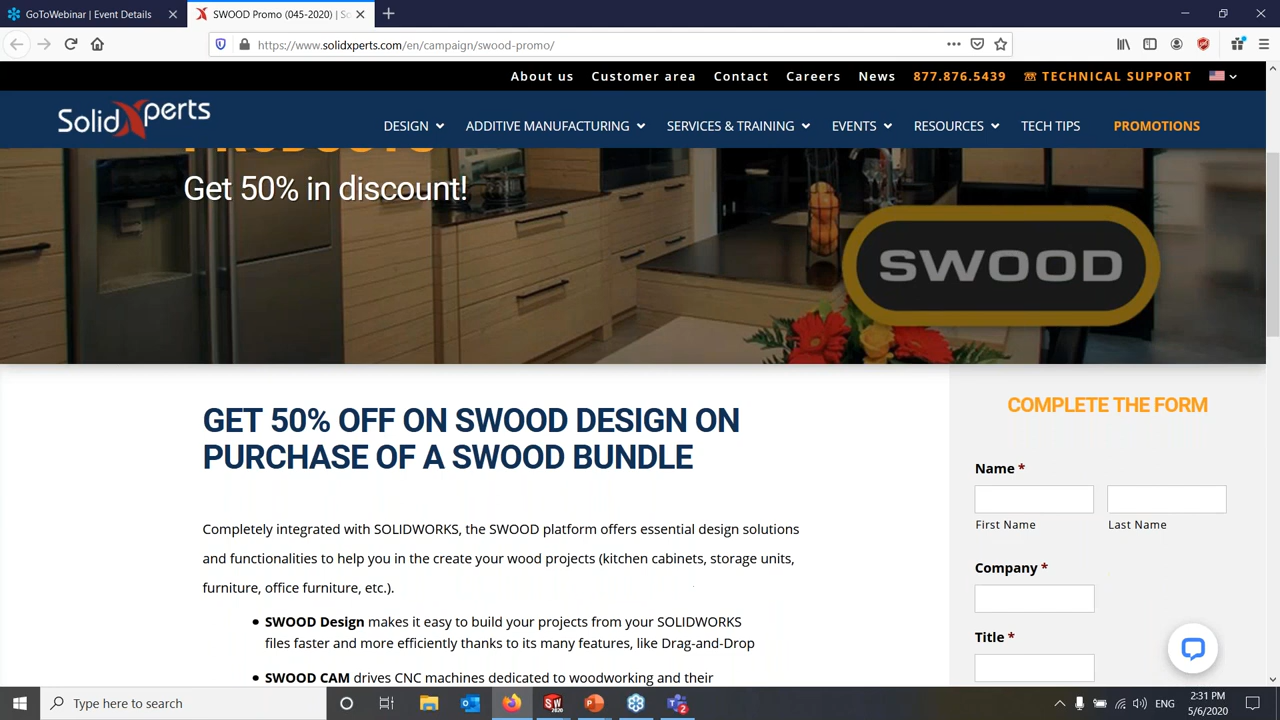 GoToWebinar | Event Details
SWOOD Promo (045-2020) | So
https://www.solidxperts.com/en/campaign/swood-promo/
About us Customer area Contact Careers News 877.876.5439 TECHNICAL SUPPORT
SolidXperts
DESIGN ADDITIVE MANUFACTURING SERVICES & TRAINING EVENTS RESOURCES TECH TIPS PROMOTIONS
PRODUCTS
Get 50% in discount!
SWOOD
GET 50% OFF ON SWOOD DESIGN ON
PURCHASE OF A SWOOD BUNDLE
Completely integrated with SOLIDWORKS, the SWOOD platform offers essential design solutions
and functionalities to help you in the create your wood projects (kitchen cabinets, storage units,
furniture, office furniture, etc.).
• SWOOD Design makes it easy to build your projects from your SOLIDWORKS
files faster and more efficiently thanks to its many features, like Drag-and-Drop
• SWOOD CAM drives CNC machines dedicated to woodworking and their
COMPLETE THE FORM
Name *
First Name Last Name
Company *
Title *
Type here to search
ENG
2:31 PM
5/6/2020